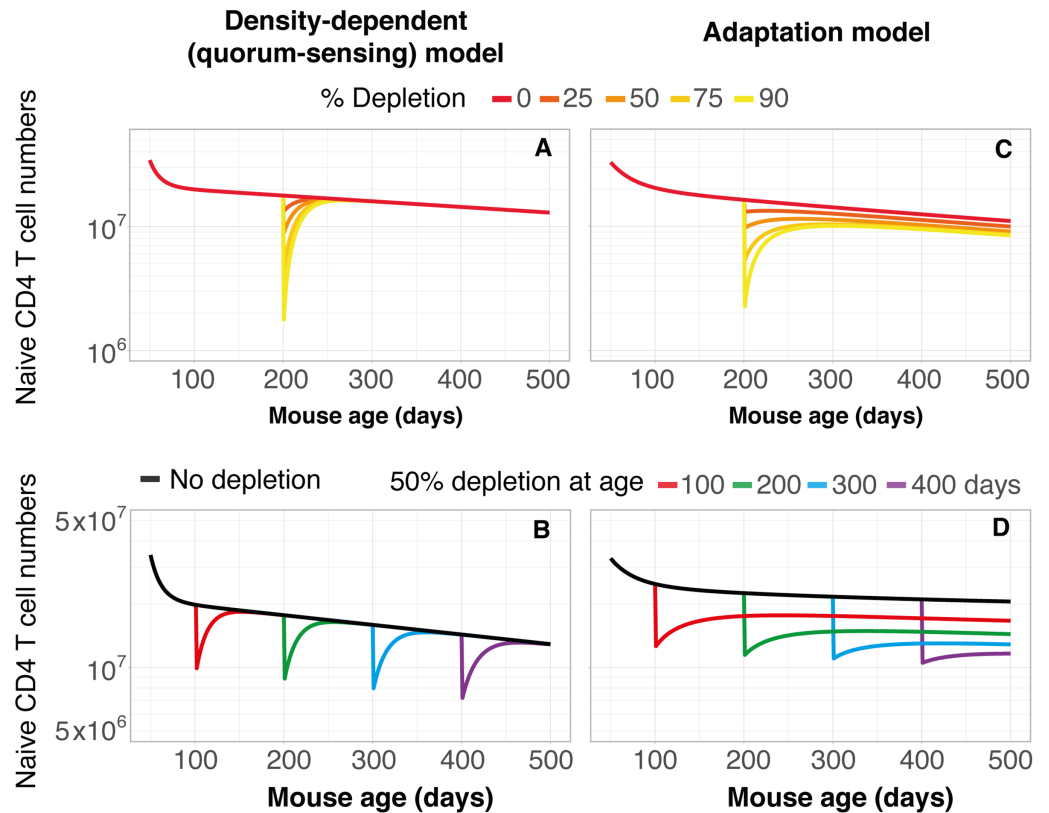 Density-dependent
(quorum-sensing) model
Adaptation model
% Depletion 0 25 50 75 90
Naive CD4 T cell numbers
A
10⁷
10⁶
100 200 300 400 500
Mouse age (days)
C
100 200 300 400 500
Mouse age (days)
No depletion 50% depletion at age 100 200 300 400 days
Naive CD4 T cell numbers
B
5x10⁷
10⁷
5x10⁶
100 200 300 400 500
Mouse age (days)
D
100 200 300 400 500
Mouse age (days)